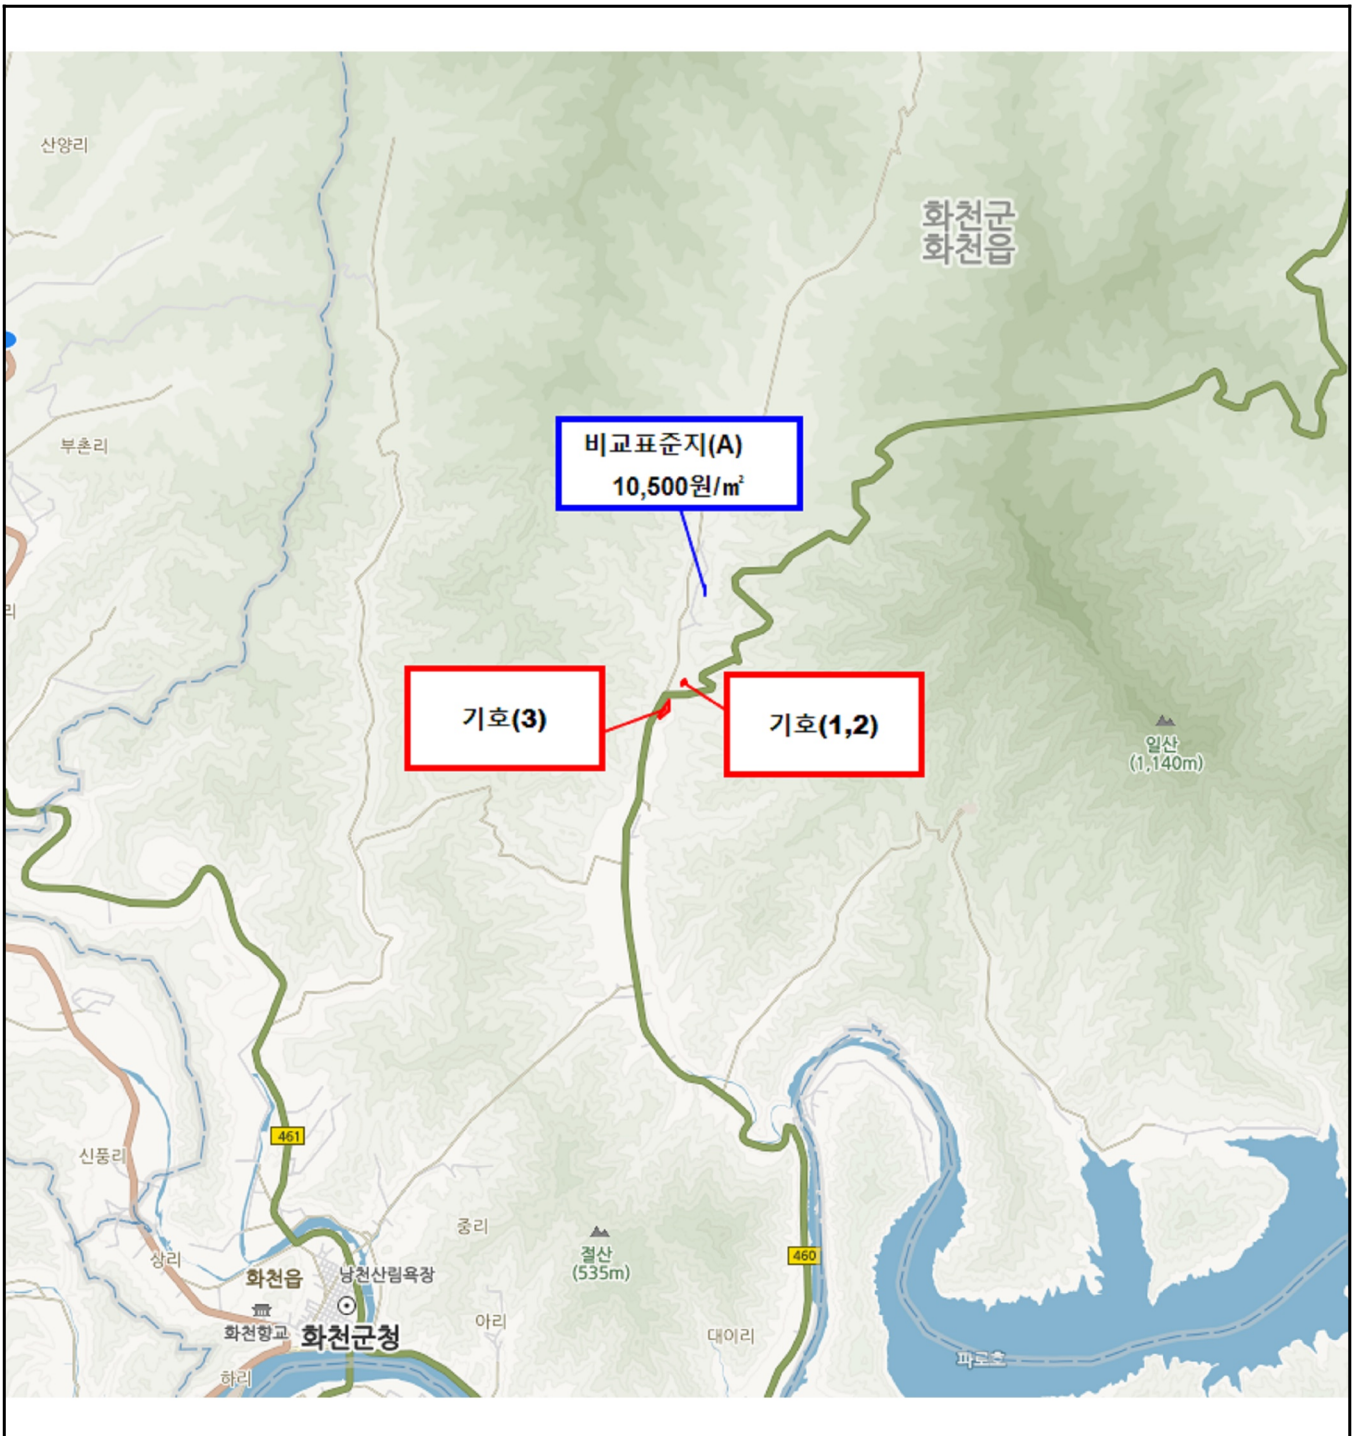 산양리
화천군
화천읍
부촌리
비교표준지(A)
10,500원/㎡
리
기호(3)
기호(1,2)
일산
(1,140m)
461
신풍리
중리
절산
(535m)
460
상리
화천읍
낭천산림욕장
화천향교
화천군청
아리
대이리
파로호
하리